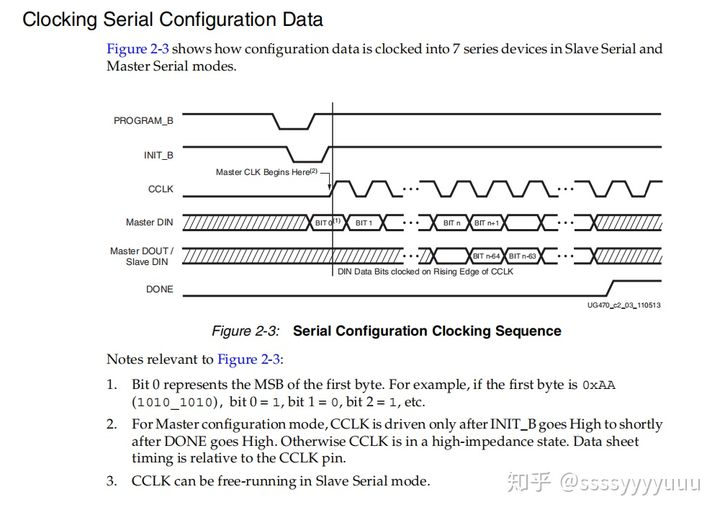 Clocking Serial Configuration Data
Figure 2-3 shows how configuration data is clocked into 7 series devices in Slave Serial and
Master Serial modes.
PROGRAM_B
INIT_B
Master CLK Begins Here(2)
CCLK
Master DIN
BIT 0(1)
BIT 1
BIT n
BIT n+1
Master DOUT /
Slave DIN
BIT n-64
BIT n-63
DIN Data Bits clocked on Rising Edge of CCLK
DONE
UG470_c2_03_110513
Figure 2-3: Serial Configuration Clocking Sequence
Notes relevant to Figure 2-3:
1. Bit 0 represents the MSB of the first byte. For example, if the first byte is 0xAA
(1010_1010), bit 0 = 1, bit 1 = 0, bit 2 = 1, etc.
2. For Master configuration mode, CCLK is driven only after INIT_B goes High to shortly
after DONE goes High. Otherwise CCLK is in a high-impedance state. Data sheet
timing is relative to the CCLK pin.
3. CCLK can be free-running in Slave Serial mode.
知乎 @ssssyyyyuuu